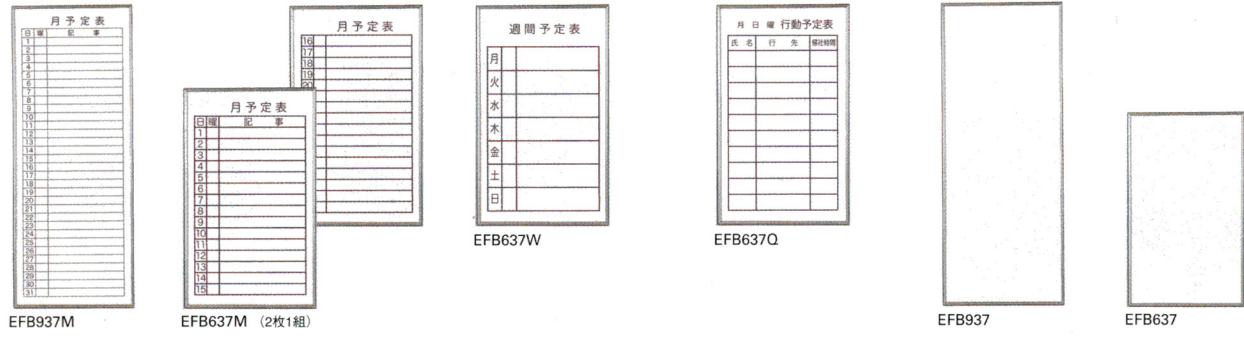 月予定表
日 曜 記 事
1
2
3
4
5
6
7
8
9
10
11
12
13
14
15
16
17
18
19
20
21
22
23
24
25
26
27
28
29
30
31
EFB937M
月予定表
16
17
18
19
20
月予定表
日 曜 記 事
1
2
3
4
5
6
7
8
9
10
11
12
13
14
15
EFB637M (2枚1組)
週間予定表
月
火
水
木
金
土
日
EFB637W
月 日 曜 行動予定表
氏 名 行 先 帰社時間
EFB637Q
EFB937
EFB637